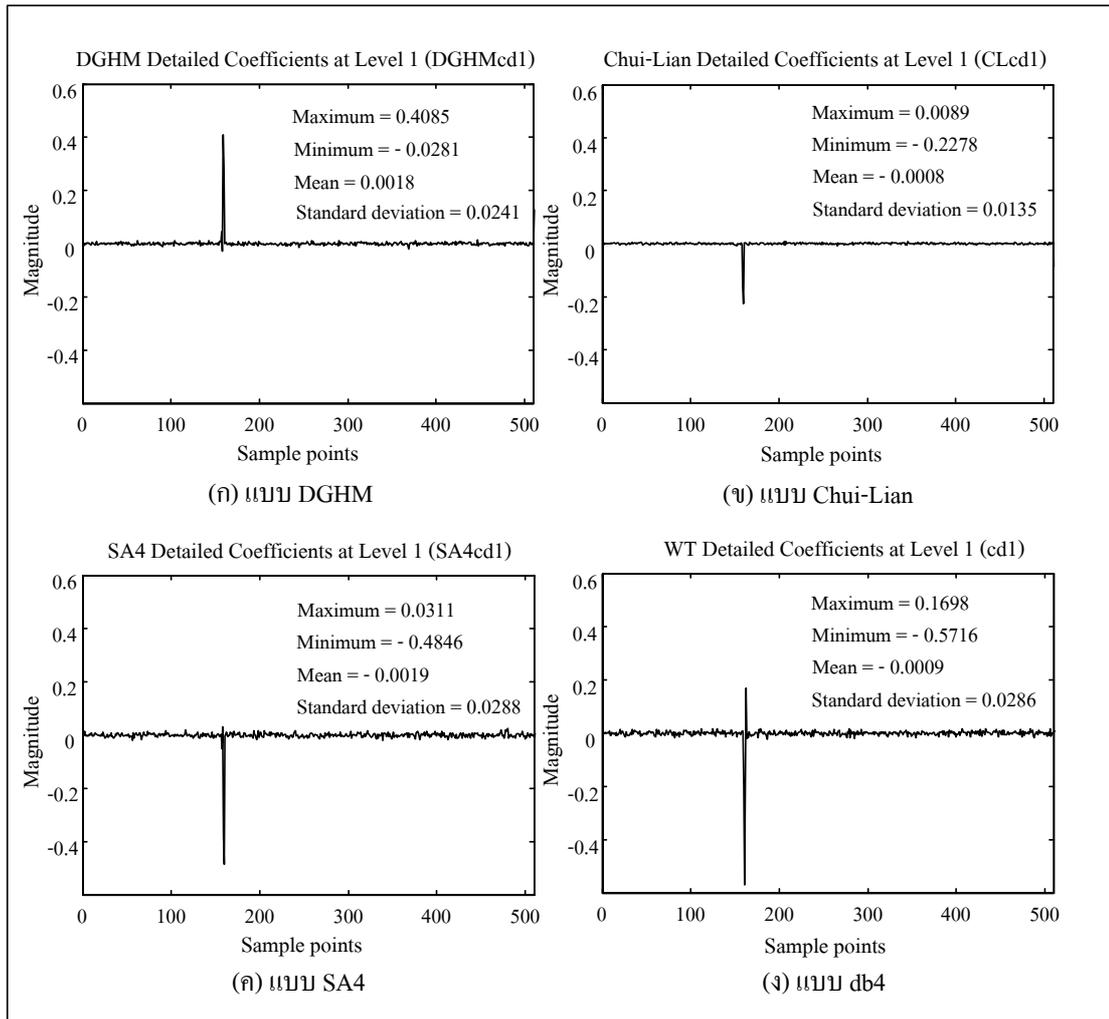 DGHM Detailed Coefficients at Level 1 (DGHMcd1)
0.6
0.4
0.2
0
-0.2
-0.4
Magnitude
Maximum = 0.4085
Minimum = - 0.0281
Mean = 0.0018
Standard deviation = 0.0241
0 100 200 300 400 500
Sample points
(ก) แบบ DGHM
Chui-Lian Detailed Coefficients at Level 1 (CLcd1)
0.6
0.4
0.2
0
-0.2
-0.4
Magnitude
Maximum = 0.0089
Minimum = - 0.2278
Mean = - 0.0008
Standard deviation = 0.0135
0 100 200 300 400 500
Sample points
(ข) แบบ Chui-Lian
SA4 Detailed Coefficients at Level 1 (SA4cd1)
0.6
0.4
0.2
0
-0.2
-0.4
Magnitude
Maximum = 0.0311
Minimum = - 0.4846
Mean = - 0.0019
Standard deviation = 0.0288
0 100 200 300 400 500
Sample points
(ค) แบบ SA4
WT Detailed Coefficients at Level 1 (cd1)
0.6
0.4
0.2
0
-0.2
-0.4
Magnitude
Maximum = 0.1698
Minimum = - 0.5716
Mean = - 0.0009
Standard deviation = 0.0286
0 100 200 300 400 500
Sample points
(ง) แบบ db4